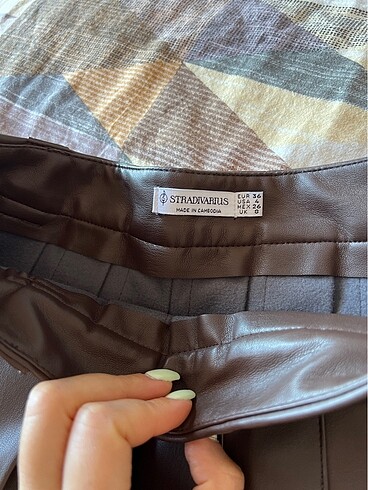 STRADIVARIUS
MADE IN CAMBODIA
EUR 36
USA 4
MEX 26
UK 8